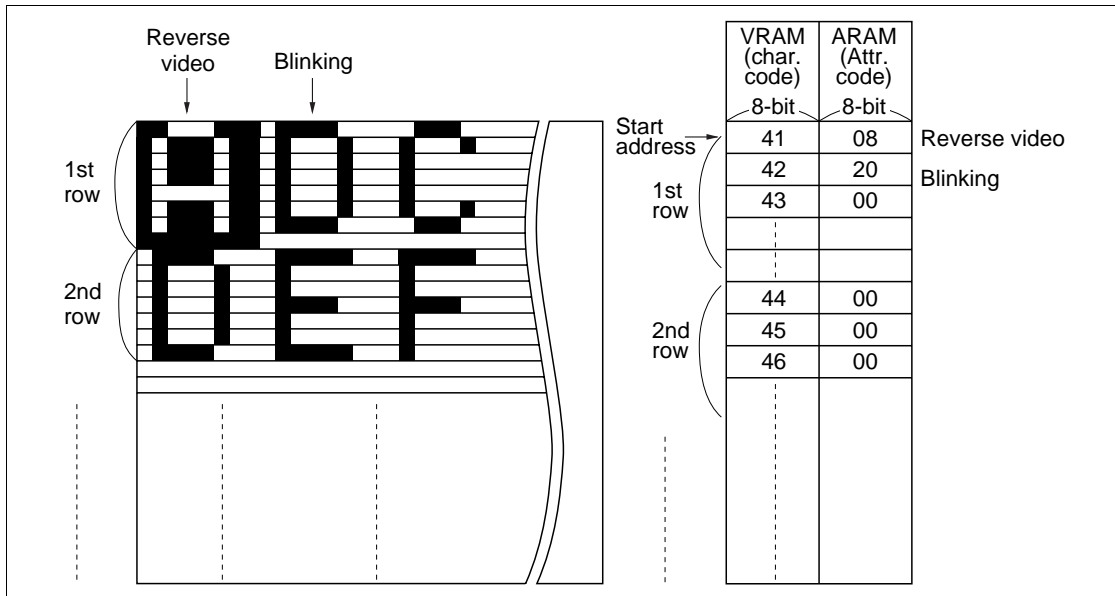 Reverse
video
Blinking
1st
row
2nd
row
Start
address
1st
row
2nd
row
VRAM
(char.
code)
ARAM
(Attr.
code)
8-bit 8-bit
41 08 Reverse video
42 20 Blinking
43 00
44 00
45 00
46 00